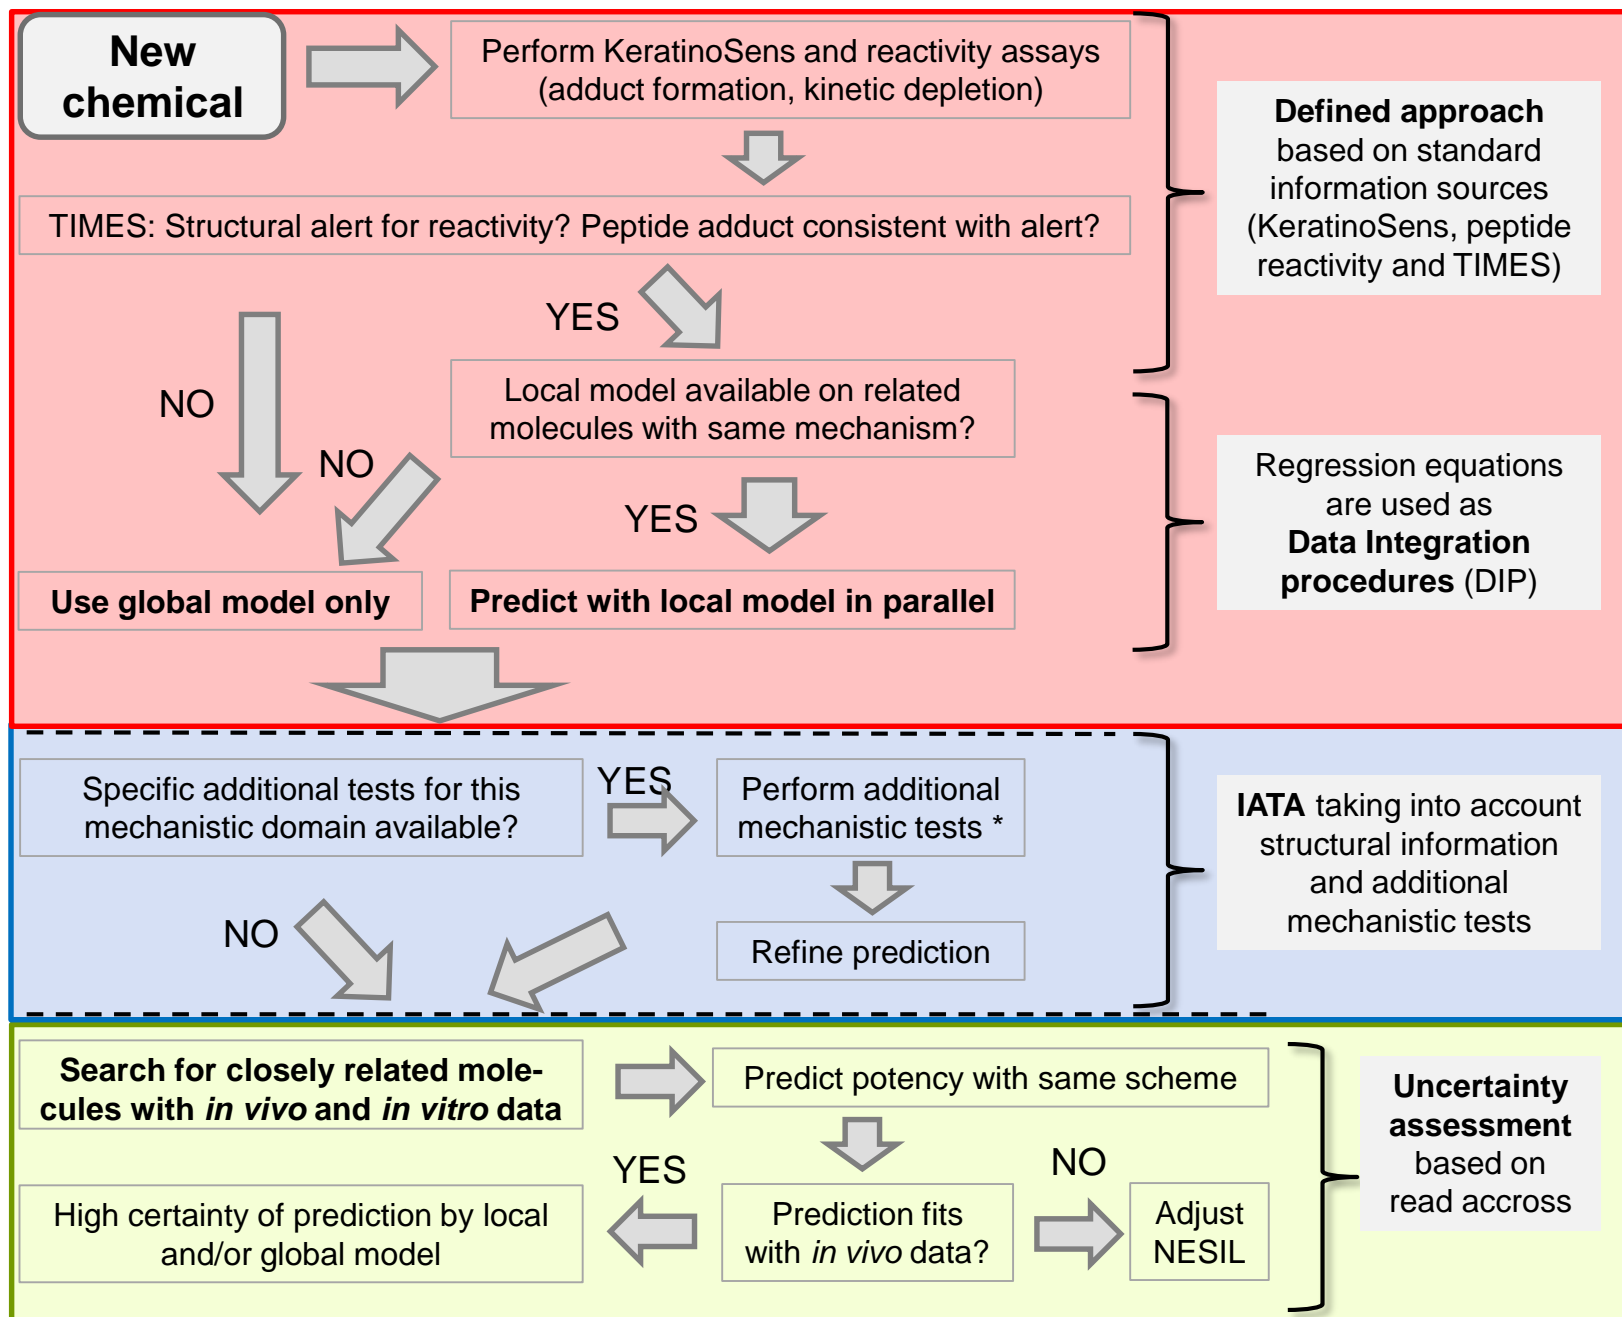 New
chemical
Perform KeratinoSens and reactivity assays
(adduct formation, kinetic depletion)
Defined approach
based on standard
information sources
(KeratinoSens, peptide
reactivity and TIMES)
TIMES: Structural alert for reactivity? Peptide adduct consistent with alert?
YES
NO
Local model available on related
molecules with same mechanism?
NO
YES
Regression equations
are used as
Data Integration
procedures (DIP)
Use global model only
Predict with local model in parallel
Specific additional tests for this
mechanistic domain available?
YES
Perform additional
mechanistic tests *
IATA taking into account
structural information
and additional
mechanistic tests
NO
Refine prediction
Search for closely related mole-
cules with in vivo and in vitro data
Predict potency with same scheme
Uncertainty
assessment
based on
read accross
YES
NO
High certainty of prediction by local
and/or global model
Prediction fits
with in vivo data?
Adjust
NESIL